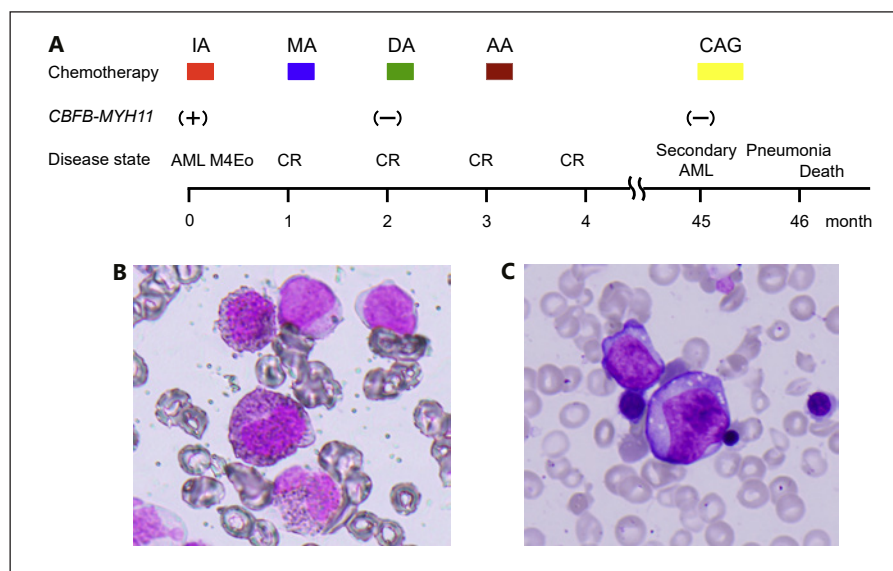 A
IA MA DA AA CAG
Chemotherapy
CBFB-MYH11 (+) (−) (−)
Disease state AML M4Eo CR CR CR CR Secondary AML Pneumonia Death
0 1 2 3 4 45 46 month
B C